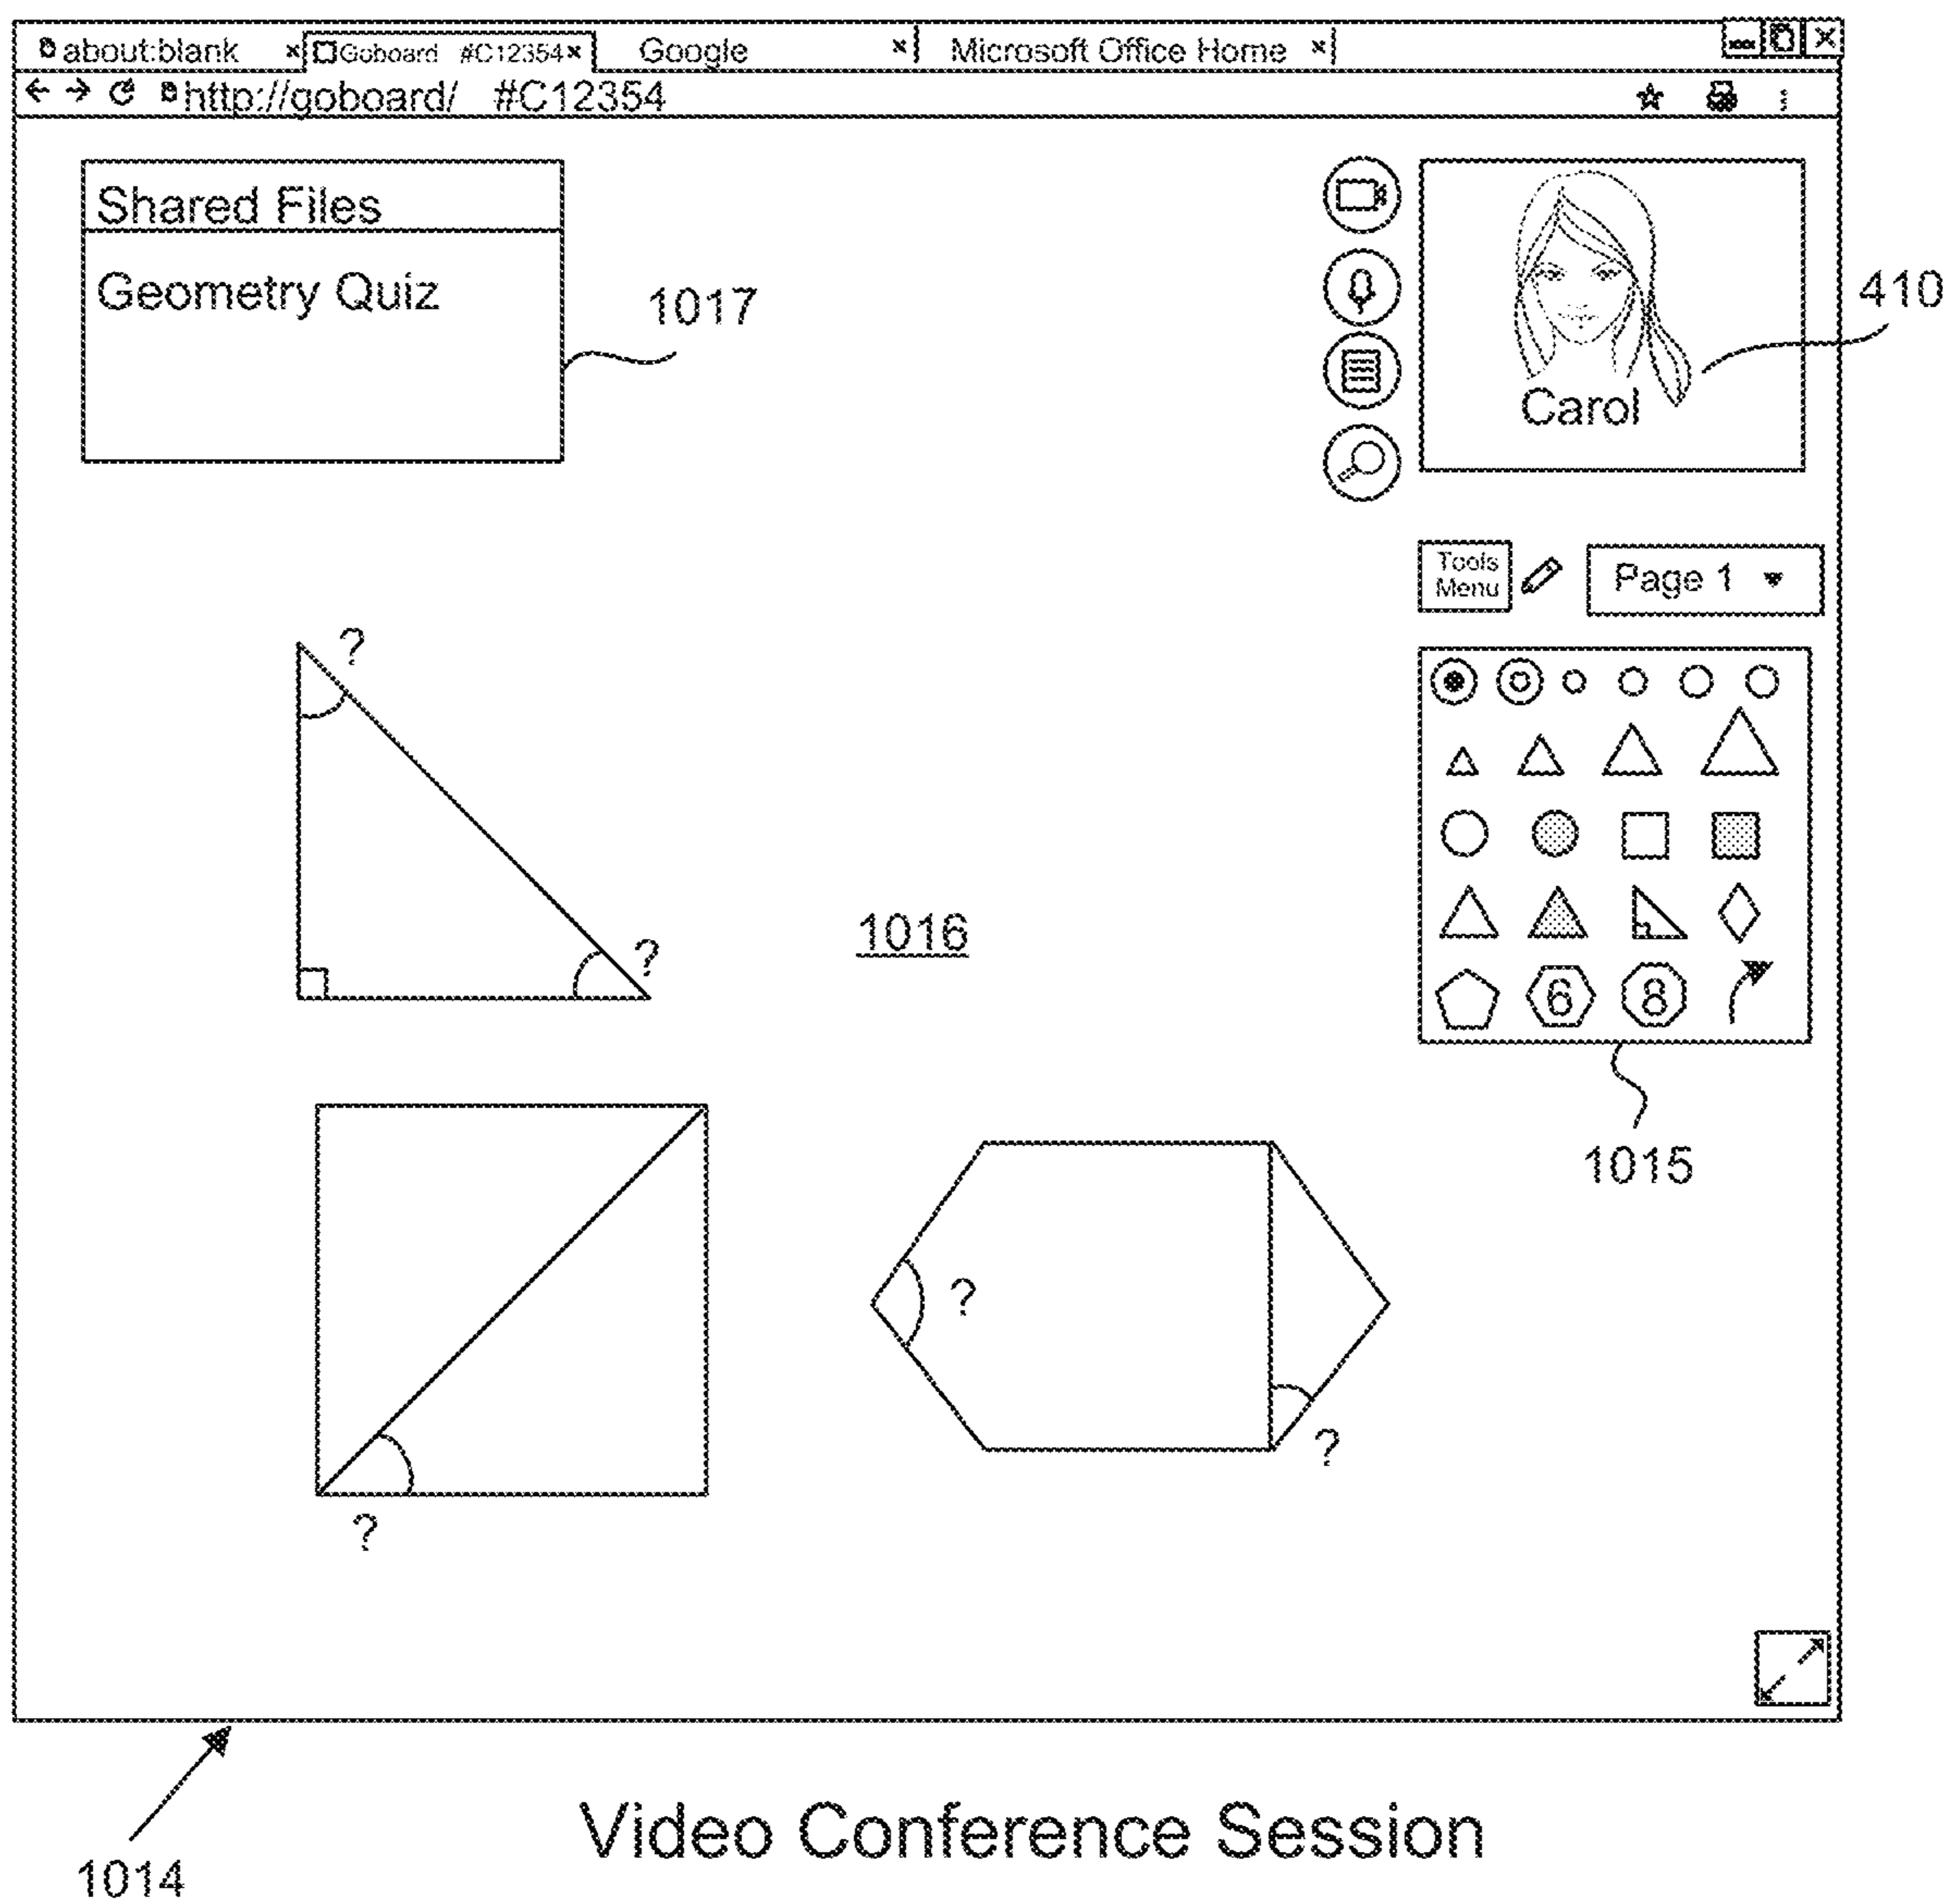 about:blank × Goboard #C12354 × Google × Microsoft Office Home ×
http://goboard/ #C12354
Shared Files
Geometry Quiz
1017
Carol
410
Tools
Menu
Page 1
?
?
1016
6 8
1015
?
?
?
1014
Video Conference Session